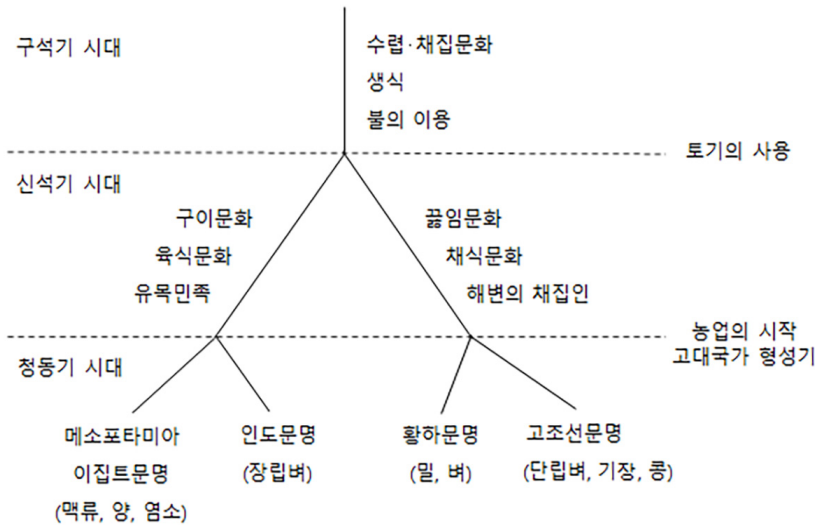 구석기 시대
수렵·채집문화
생식
불의 이용
토기의 사용
신석기 시대
구이문화
육식문화
유목민족
끓임문화
채식문화
해변의 채집인
농업의 시작
고대국가 형성기
청동기 시대
메소포타미아
이집트문명
(맥류, 양, 염소)
인도문명
(장립벼)
황하문명
(밀, 벼)
고조선문명
(단립벼, 기장, 콩)